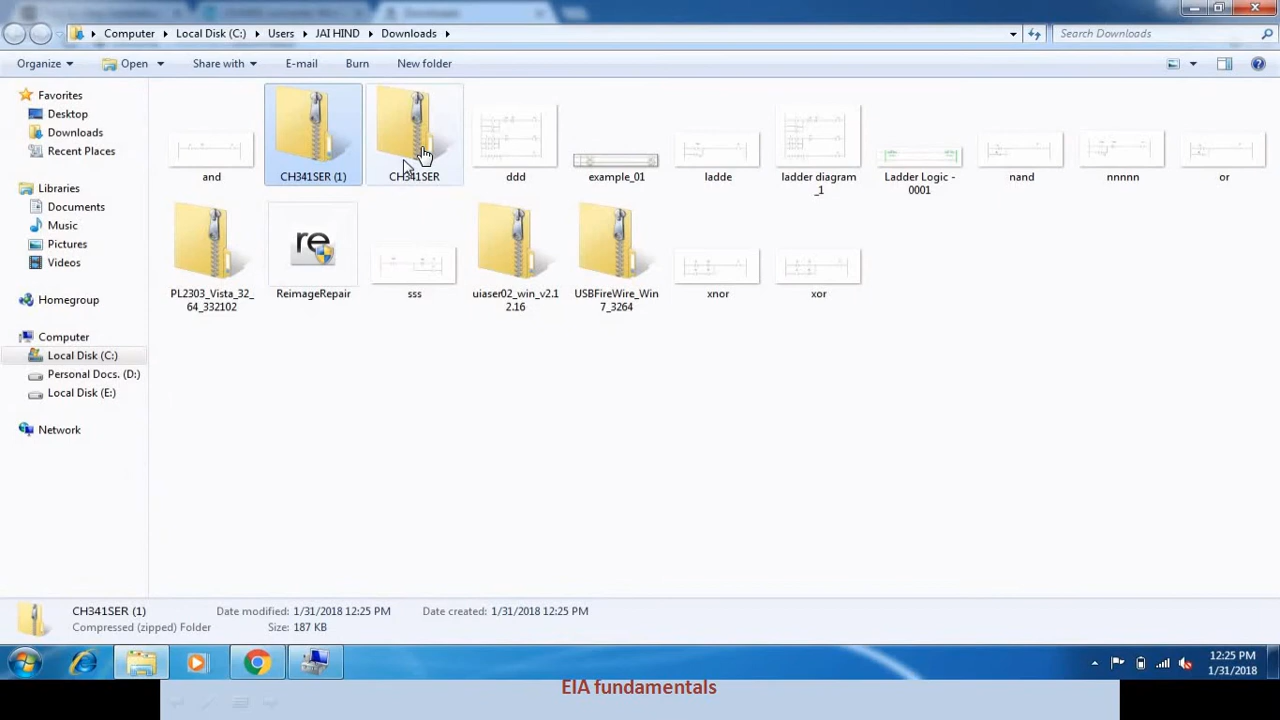 Computer Local Disk (C:) Users JAI HIND Downloads
Search Downloads
Organize Open Share with E-mail Burn New folder
Favorites
Desktop
Downloads
Recent Places
Libraries
Documents
Music
Pictures
Videos
Homegroup
Computer
Local Disk (C:)
Personal Docs. (D:)
Local Disk (E:)
Network
and
CH341SER (1)
CH341SER
ddd
example_01
ladde
ladder diagram
_1
Ladder Logic -
0001
nand
nnnnn
or
PL2303_Vista_32_
64_332102
re
ReimageRepair
sss
uiaser02_win_v2.1
2.16
USBFireWire_Win
7_3264
xnor
xor
CH341SER (1) Date modified: 1/31/2018 12:25 PM Date created: 1/31/2018 12:25 PM
Compressed (zipped) Folder Size: 187 KB
12:25 PM
1/31/2018
EIA fundamentals